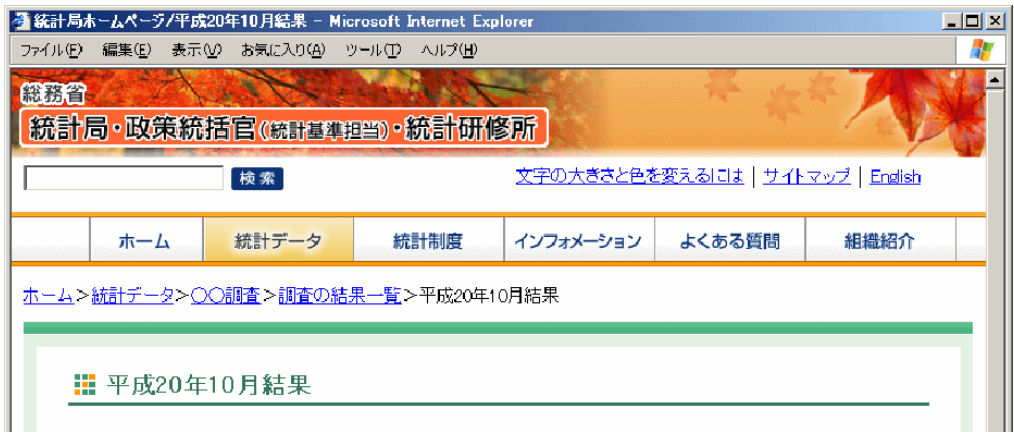 統計局ホームページ/平成20年10月結果 - Microsoft Internet Explorer
ファイル(F) 編集(E) 表示(V) お気に入り(A) ツール(T) ヘルプ(H)
総務省
統計局・政策統括官(統計基準担当)・統計研修所
検索 文字の大きさと色を変えるには | サイトマップ | English
ホーム 統計データ 統計制度 インフォメーション よくある質問 組織紹介
ホーム>統計データ>〇〇調査>調査の結果一覧>平成20年10月結果
平成20年10月結果